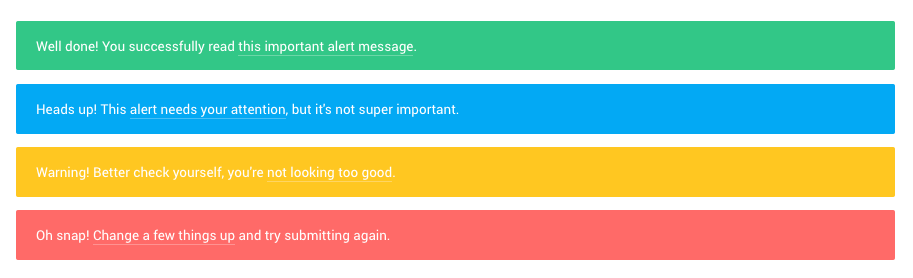 Well done! You successfully read this important alert message.
Heads up! This alert needs your attention, but it's not super important.
Warning! Better check yourself, you're not looking too good.
Oh snap! Change a few things up and try submitting again.